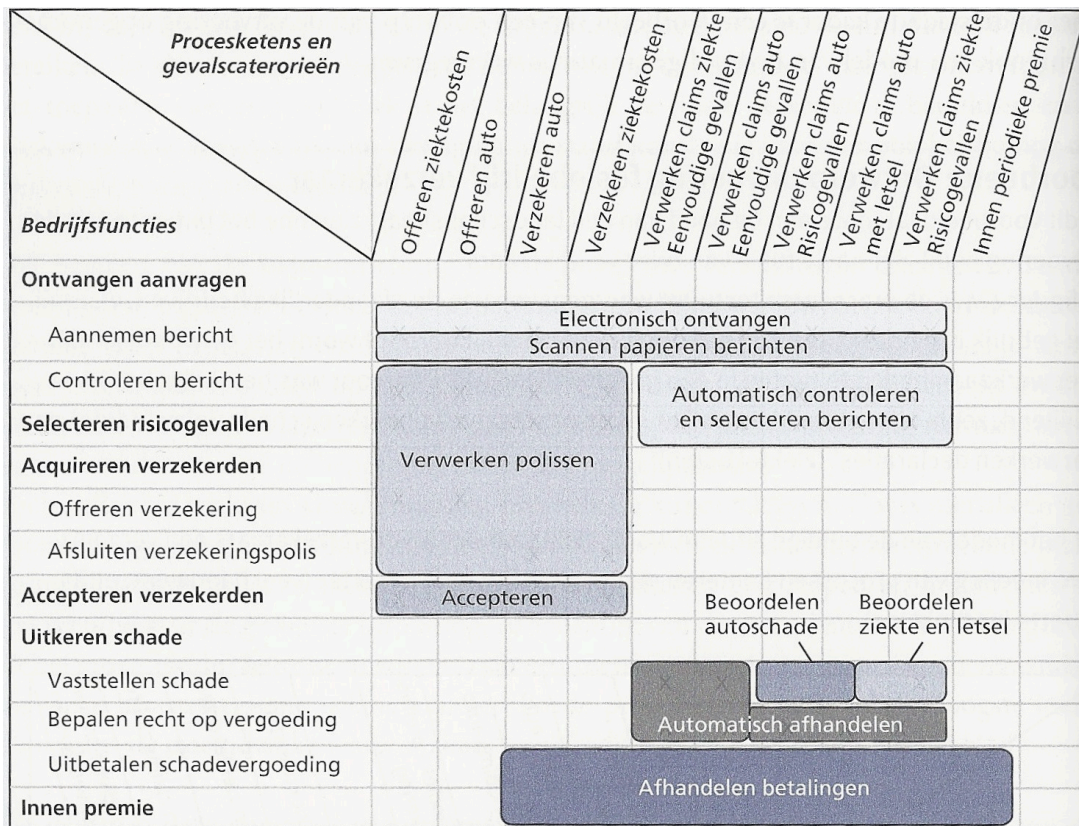 Procesketens en
gevalscaterorieën
Bedrijfsfuncties
Offeren ziektekosten
Offreren auto
Verzekeren auto
Verzekeren ziektekosten
Verwerken claims ziekte
Eenvoudige gevallen
Verwerken claims auto
Eenvoudige gevallen
Verwerken claims auto
Risicogevallen
Verwerken claims auto
met letsel
Verwerken claims ziekte
Risicogevallen
Innen periodieke premie
Ontvangen aanvragen
Aannemen bericht
Electronisch ontvangen
Scannen papieren berichten
Controleren bericht
Automatisch controleren
en selecteren berichten
Selecteren risicogevallen
Verwerken polissen
Acquireren verzekerden
Offreren verzekering
Afsluiten verzekeringspolis
Accepteren verzekerden
Accepteren
Beoordelen
autoschade
Beoordelen
ziekte en letsel
Uitkeren schade
Vaststellen schade
Bepalen recht op vergoeding
Automatisch afhandelen
Uitbetalen schadevergoeding
Afhandelen betalingen
Innen premie